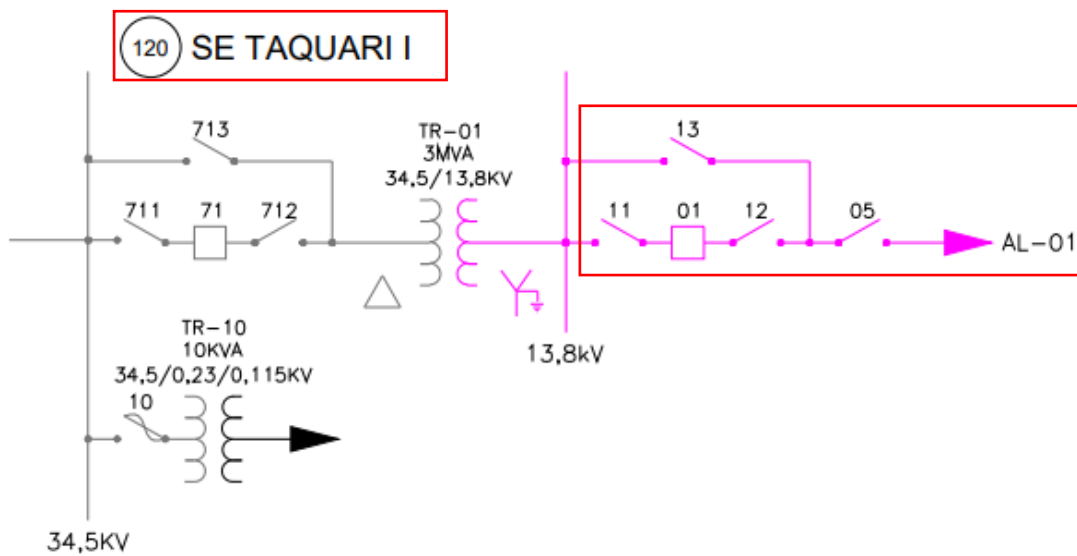 120 SE TAQUARI I
713
TR-01
3MVA
34,5/13,8KV
13
711
71
712
11
01
12
05
AL-01
TR-10
10KVA
34,5/0,23/0,115KV
10
13,8kV
34,5KV